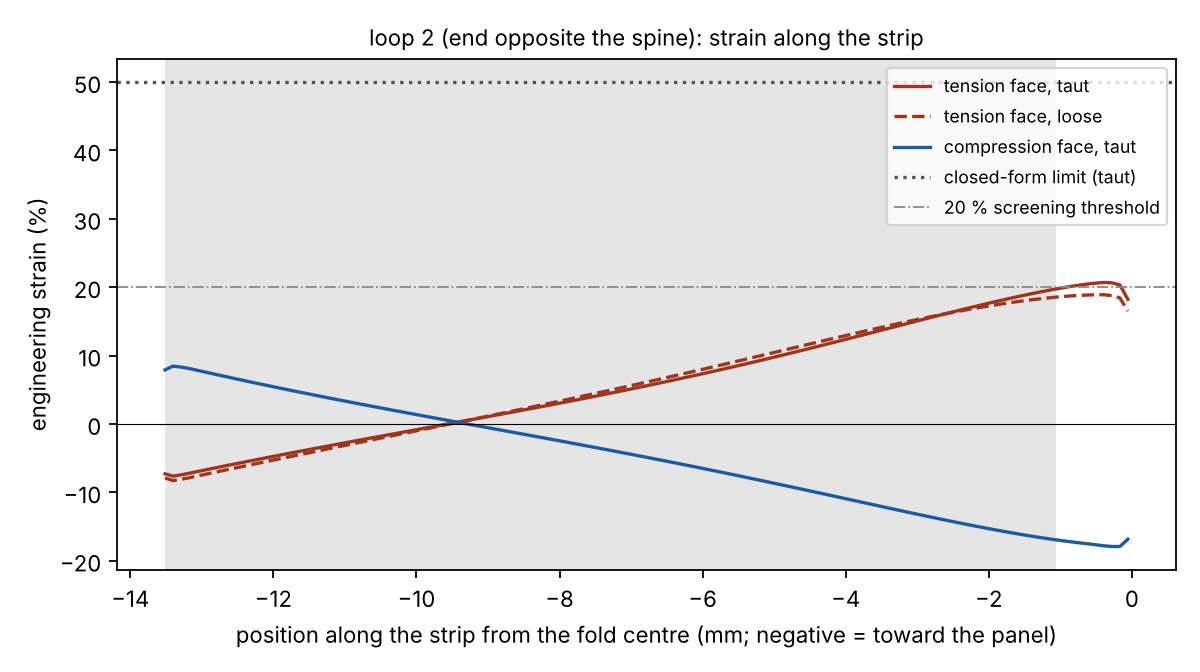 loop 2 (end opposite the spine): strain along the strip
engineering strain (%)
50
40
30
20
10
0
−10
−20
tension face, taut
tension face, loose
compression face, taut
closed-form limit (taut)
20 % screening threshold
−14 −12 −10 −8 −6 −4 −2 0
position along the strip from the fold centre (mm; negative = toward the panel)